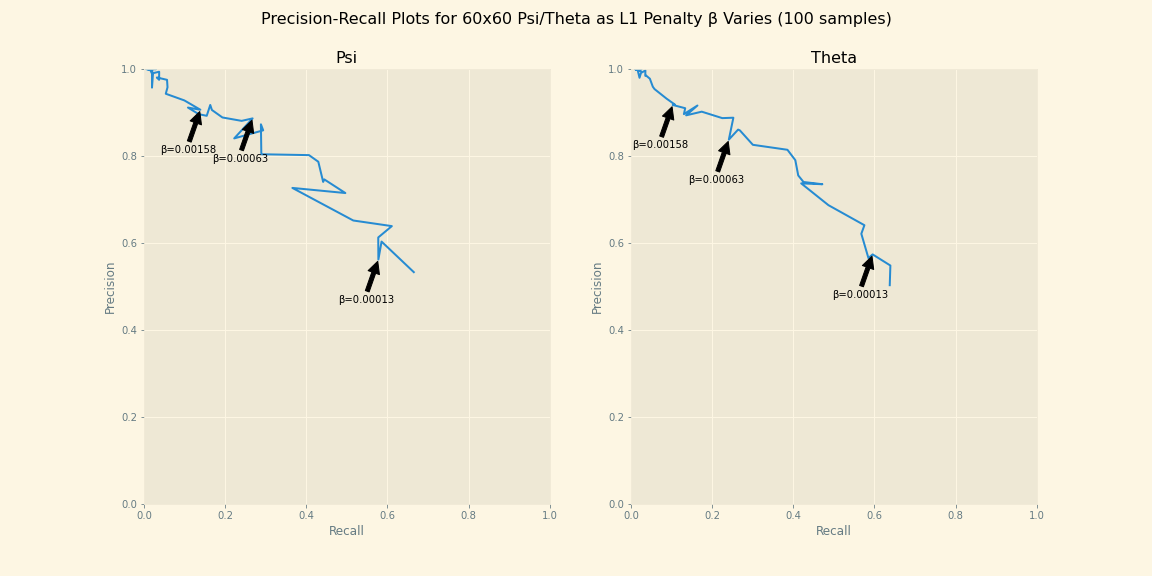 Precision-Recall Plots for 60x60 Psi/Theta as L1 Penalty β Varies (100 samples)
Psi
1.0
0.8
0.6
0.4
0.2
0.0
Precision
β=0.00158
β=0.00063
β=0.00013
0.0 0.2 0.4 0.6 0.8 1.0
Recall
Theta
1.0
0.8
0.6
0.4
0.2
0.0
Precision
β=0.00158
β=0.00063
β=0.00013
0.0 0.2 0.4 0.6 0.8 1.0
Recall